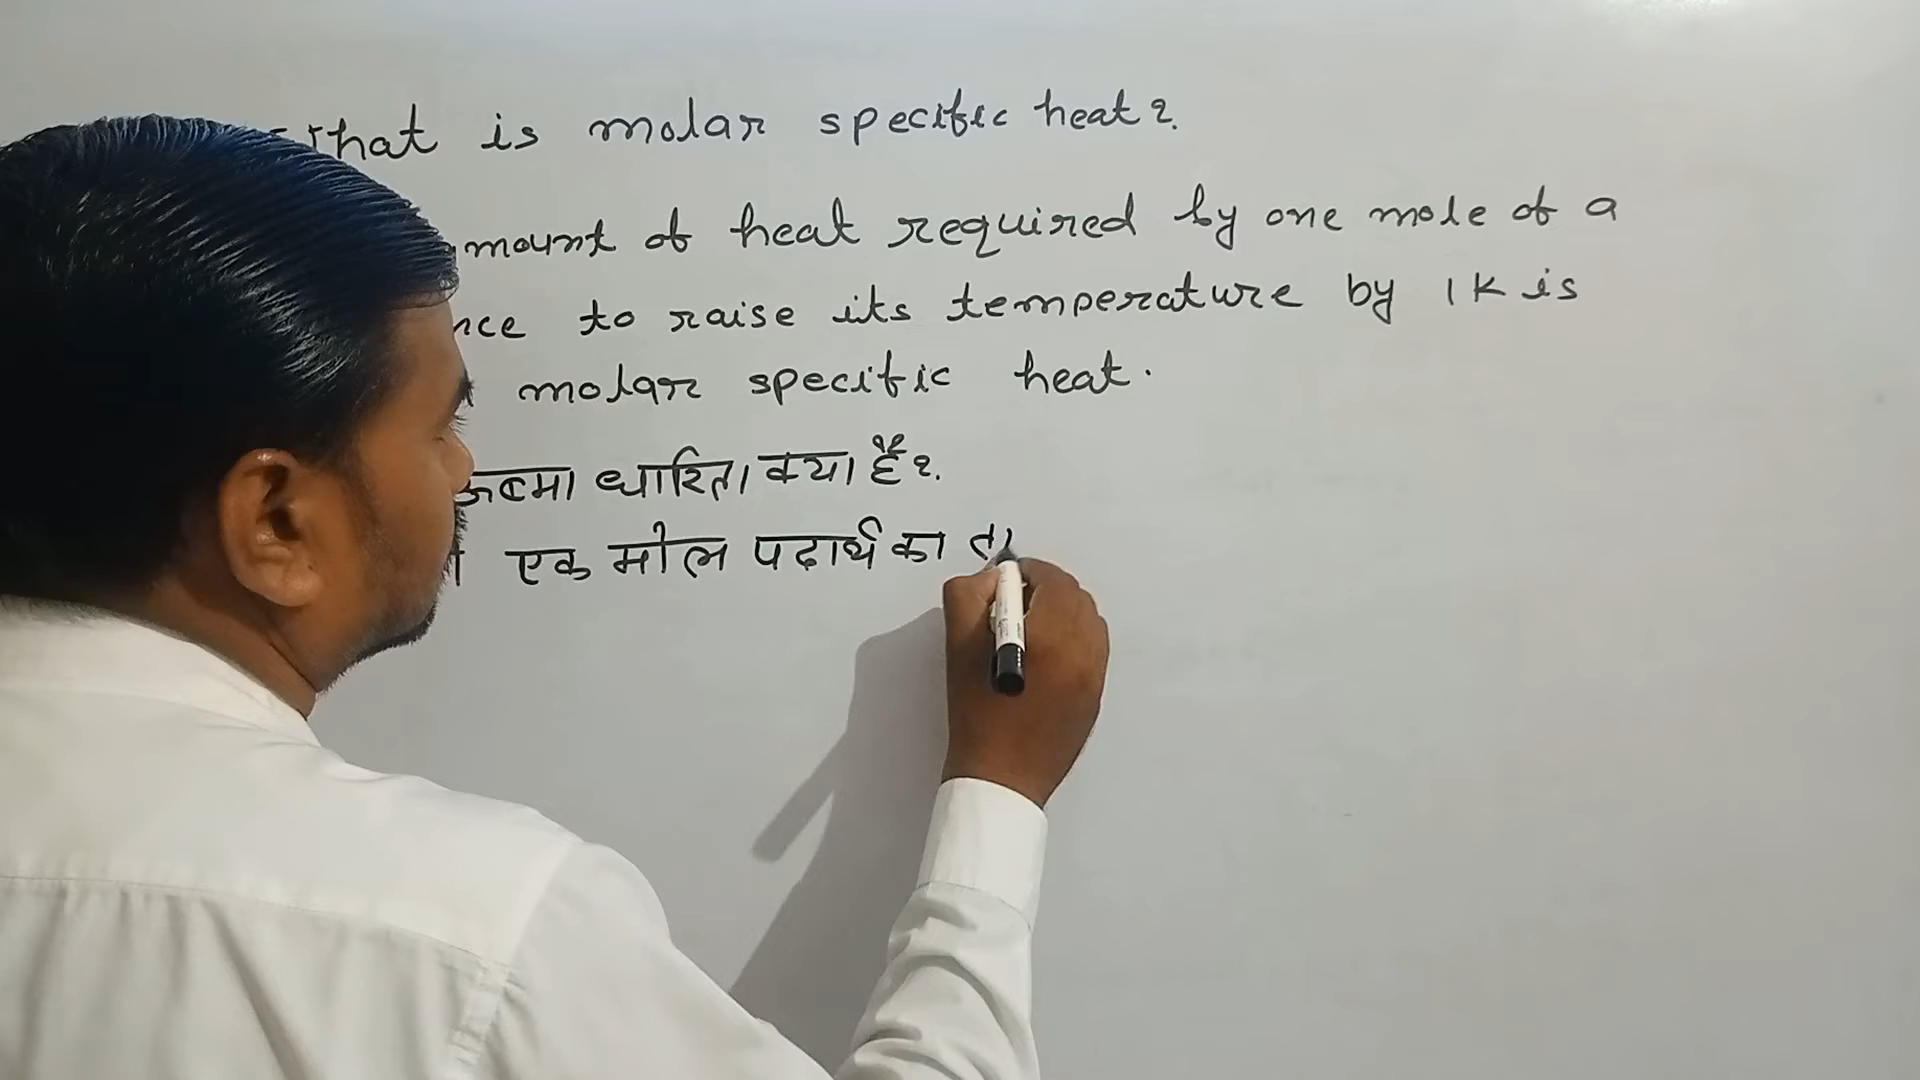 What is molar specific heat?
amount of heat required by one mole of a
to raise its temperature by 1K is
molar specific heat.
ऊष्मा धारिता क्या है?
एक मोल पदार्थ का